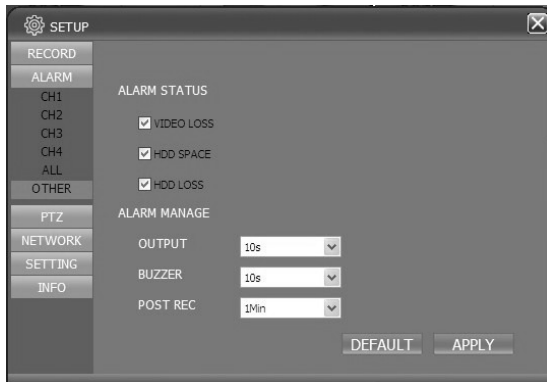 SETUP
RECORD
ALARM
CH1
CH2
CH3
CH4
ALL
OTHER
PTZ
NETWORK
SETTING
INFO
ALARM STATUS
VIDEO LOSS
HDD SPACE
HDD LOSS
ALARM MANAGE
OUTPUT 10s
BUZZER 10s
POST REC 1Min
DEFAULT APPLY